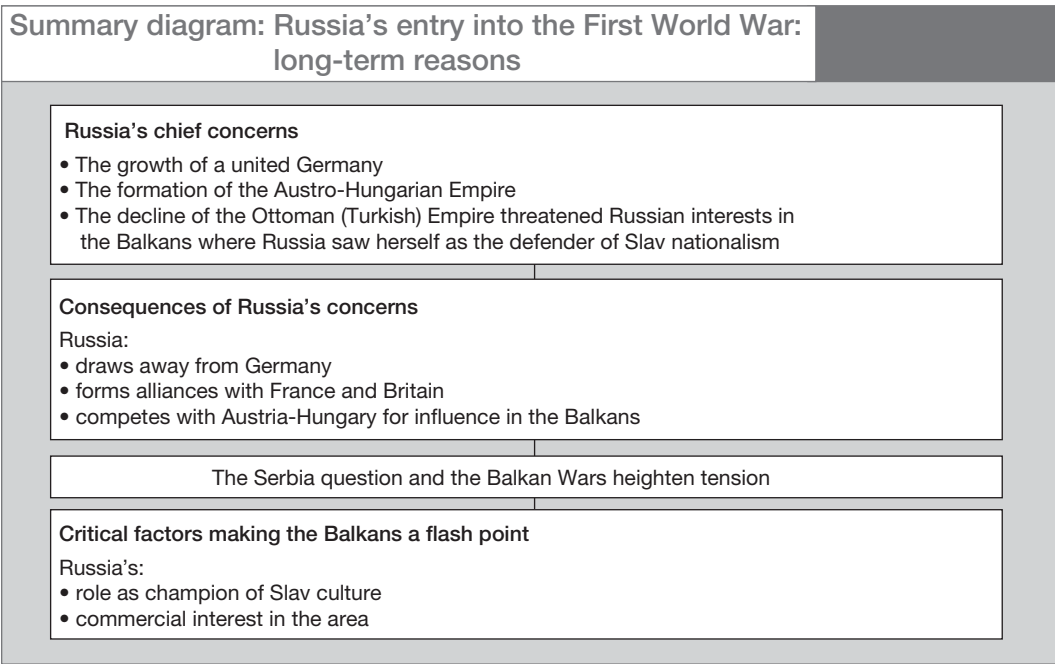 Summary diagram: Russia's entry into the First World War:
long-term reasons
Russia's chief concerns
• The growth of a united Germany
• The formation of the Austro-Hungarian Empire
• The decline of the Ottoman (Turkish) Empire threatened Russian interests in
the Balkans where Russia saw herself as the defender of Slav nationalism
Consequences of Russia's concerns
Russia:
• draws away from Germany
• forms alliances with France and Britain
• competes with Austria-Hungary for influence in the Balkans
The Serbia question and the Balkan Wars heighten tension
Critical factors making the Balkans a flash point
Russia's:
• role as champion of Slav culture
• commercial interest in the area